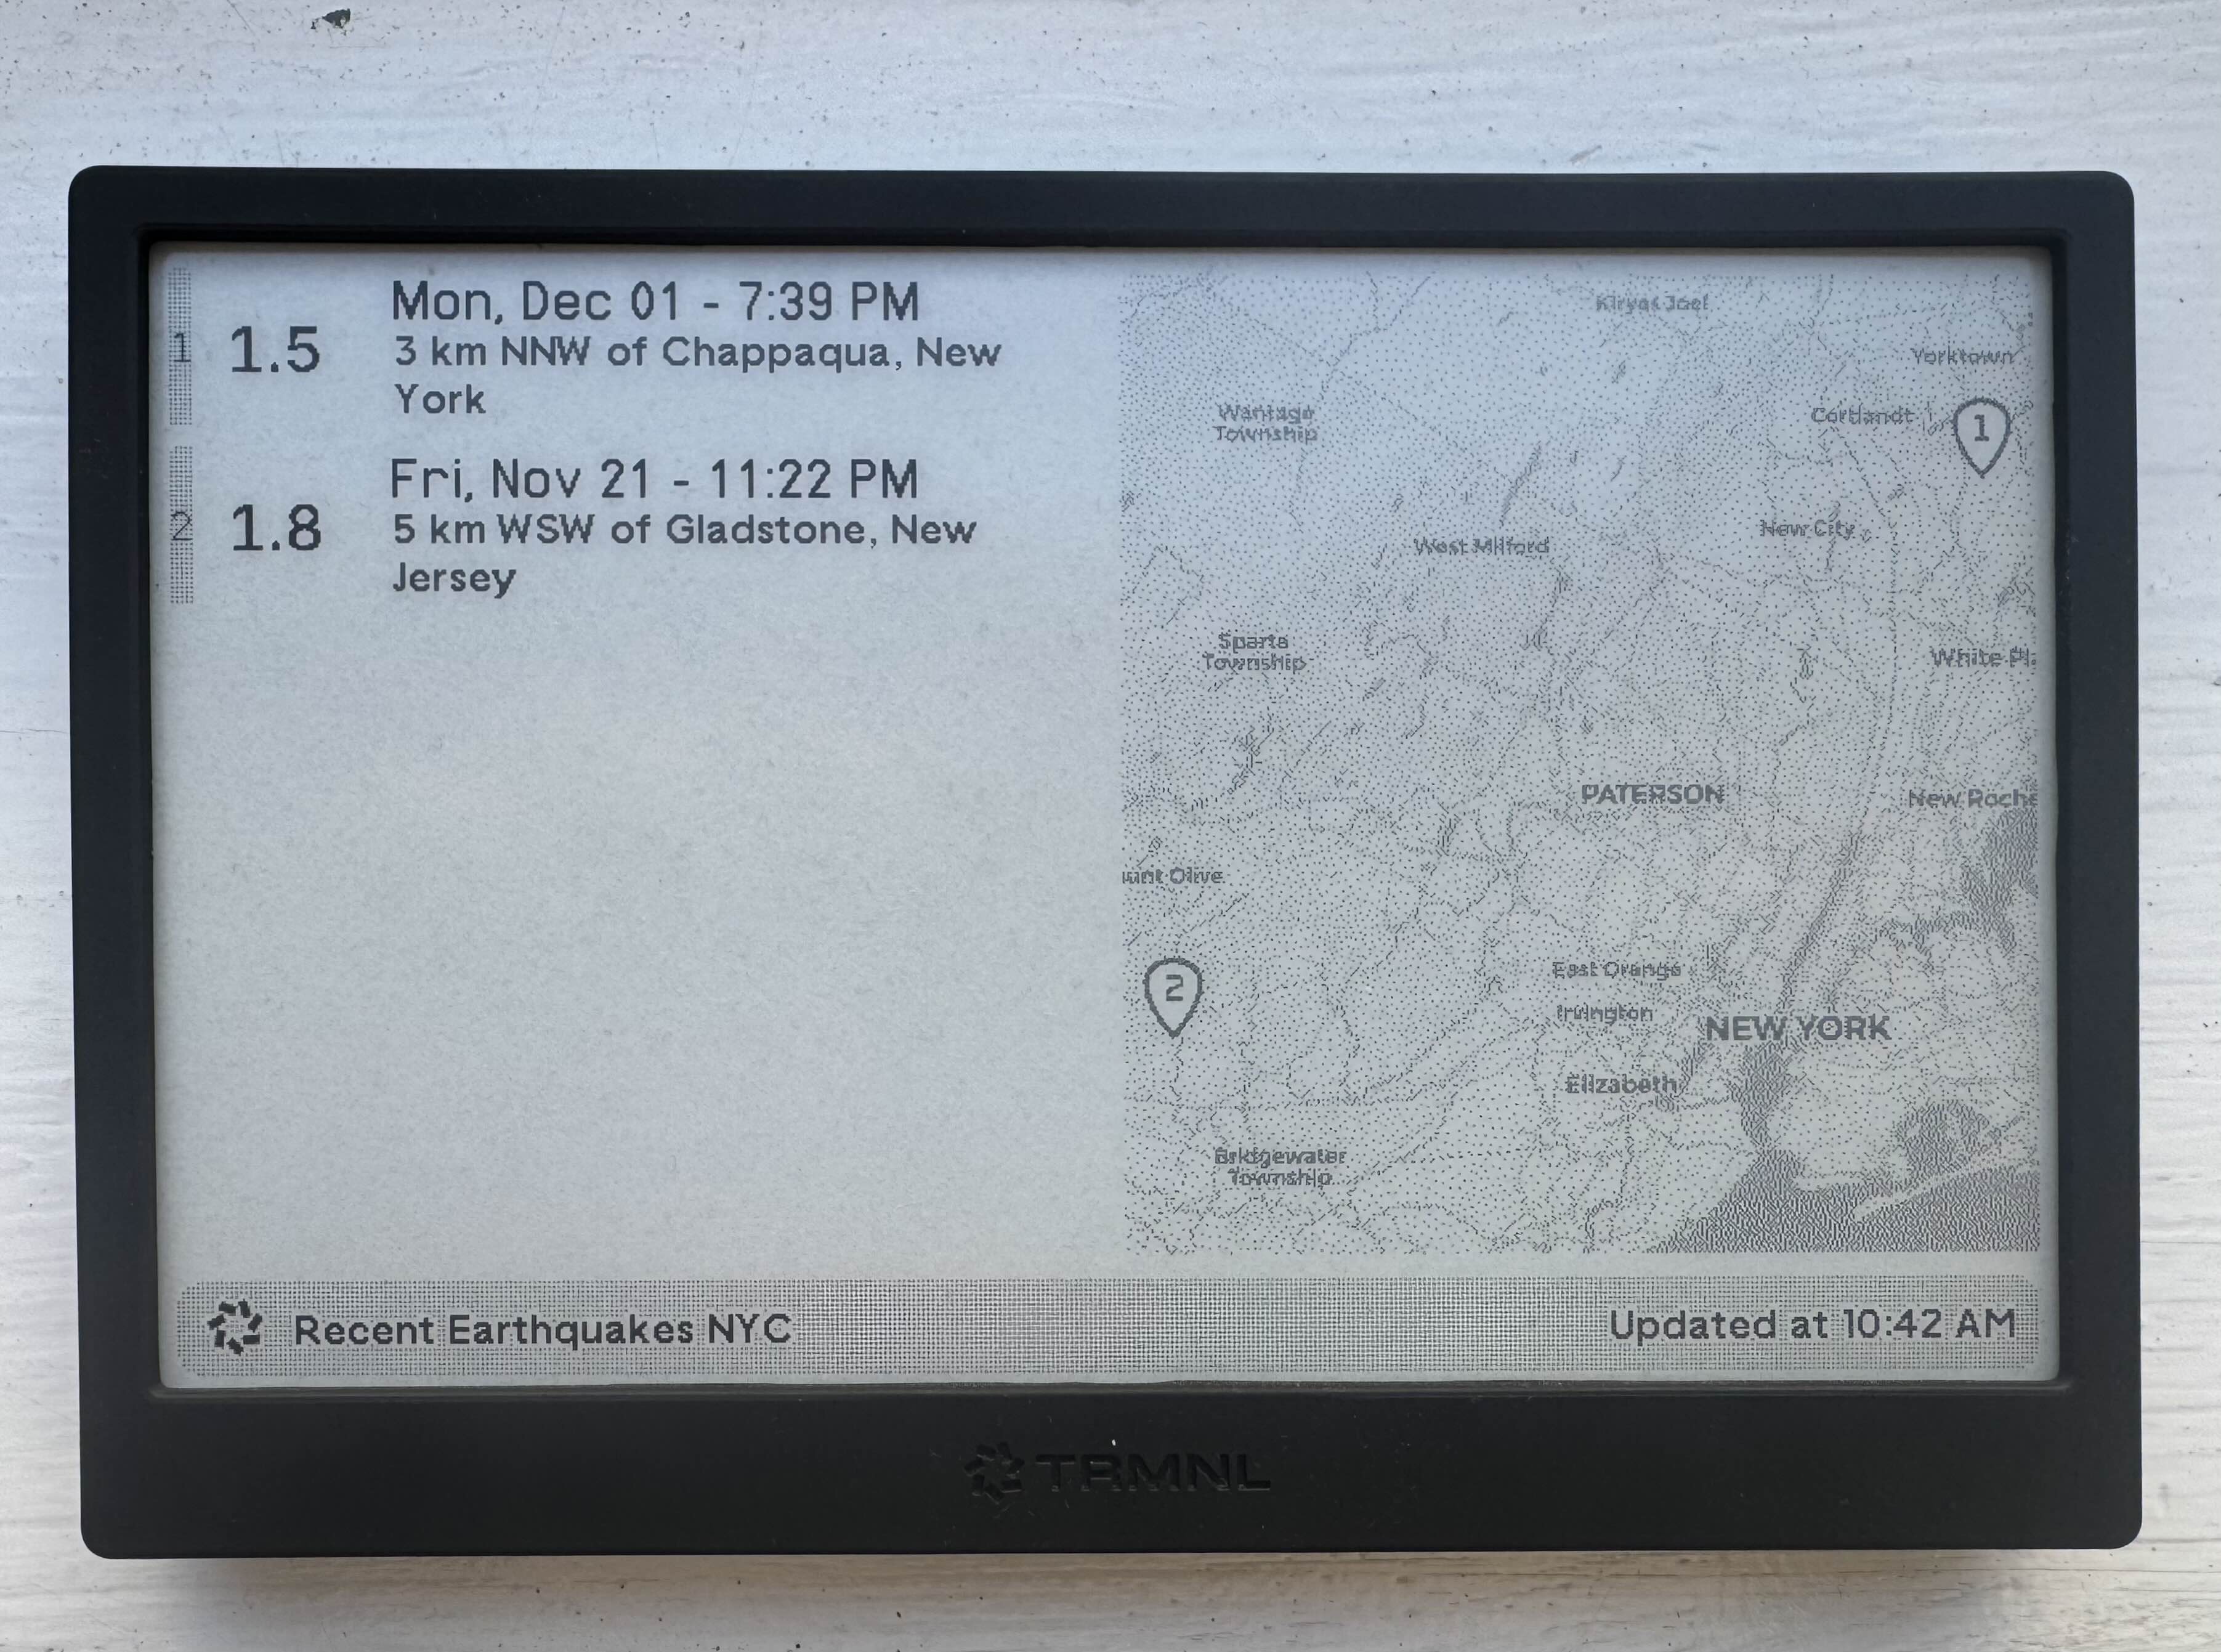 1
1.5
Mon, Dec 01 - 7:39 PM
3 km NNW of Chappaqua, New
York
2
1.8
Fri, Nov 21 - 11:22 PM
5 km WSW of Gladstone, New
Jersey
Kiryas Joel
Yorktown
Wantage
Township
Cortlandt
1
New City
West Milford
Sparta
Township
White Pla
PATERSON
New Roche
unt Olive
2
East Orange
Irvington
NEW YORK
Elizabeth
Bridgewater
Township
Recent Earthquakes NYC
Updated at 10:42 AM
TRMNL